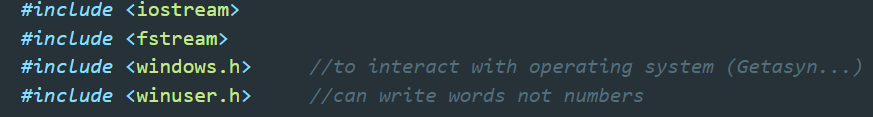 #include <iostream>
#include <fstream>
#include <windows.h> //to interact with operating system (Getasyn...)
#include <winuser.h> //can write words not numbers